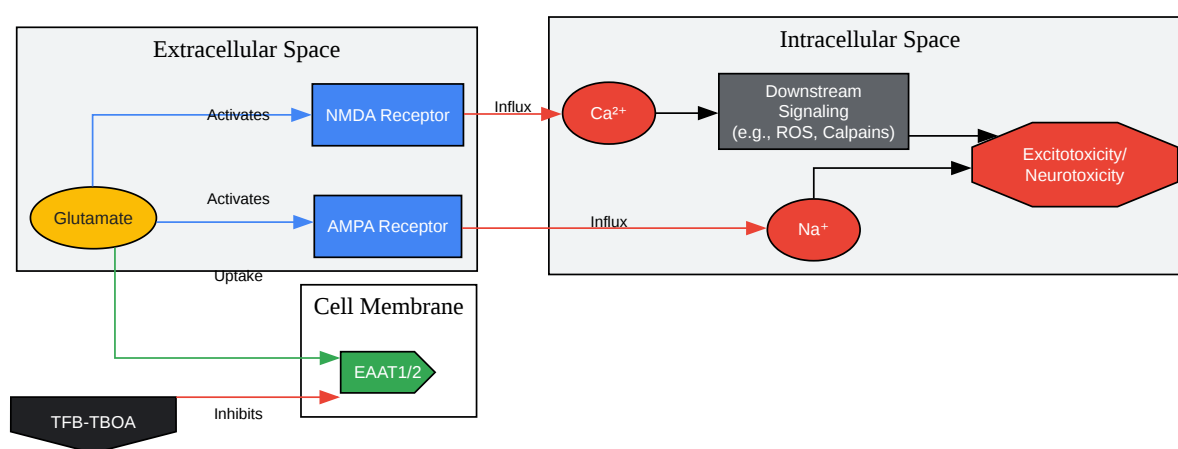 Extracellular Space
Intracellular Space
Activates
NMDA Receptor
Influx
Ca²⁺
Downstream
Signaling
(e.g., ROS, Calpains)
Excitotoxicity/
Neurotoxicity
Glutamate
Activates
AMPA Receptor
Influx
Na⁺
Uptake
Cell Membrane
EAAT1/2
TFB-TBOA
Inhibits